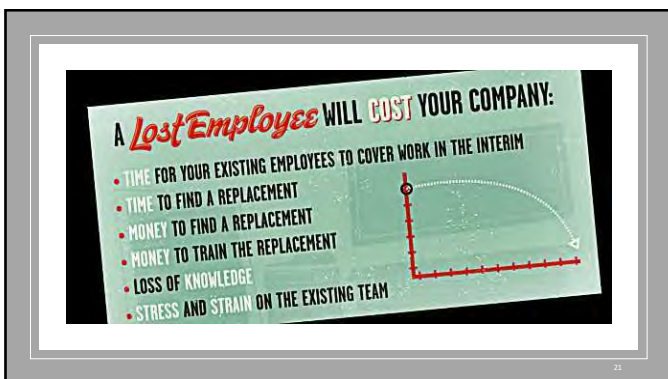 A Lost Employee WILL COST YOUR COMPANY:
• TIME FOR YOUR EXISTING EMPLOYEES TO COVER WORK IN THE INTERIM
• TIME TO FIND A REPLACEMENT
• MONEY TO FIND A REPLACEMENT
• MONEY TO TRAIN THE REPLACEMENT
• LOSS OF KNOWLEDGE
• STRESS AND STRAIN ON THE EXISTING TEAM
21